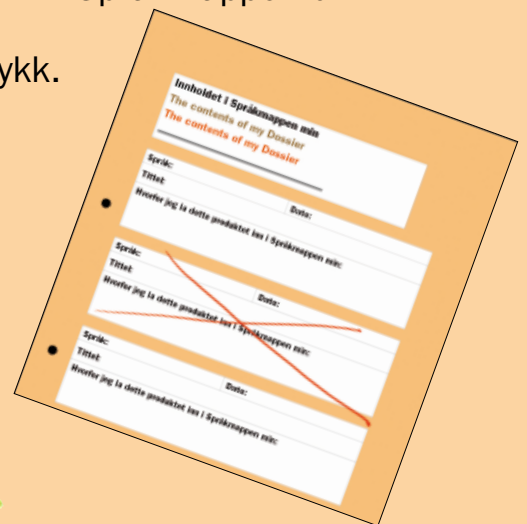 ykk.
Innholdet i Språkmappen min
The contents of my Dossier
The contents of my Dossier
Språk:
Tittel: Dato:
Hvorfor jeg la dette produktet inn i Språkmappen min:
Språk:
Tittel: Dato:
Hvorfor jeg la dette produktet inn i Språkmappen min:
Språk:
Tittel: Dato:
Hvorfor jeg la dette produktet inn i Språkmappen min: